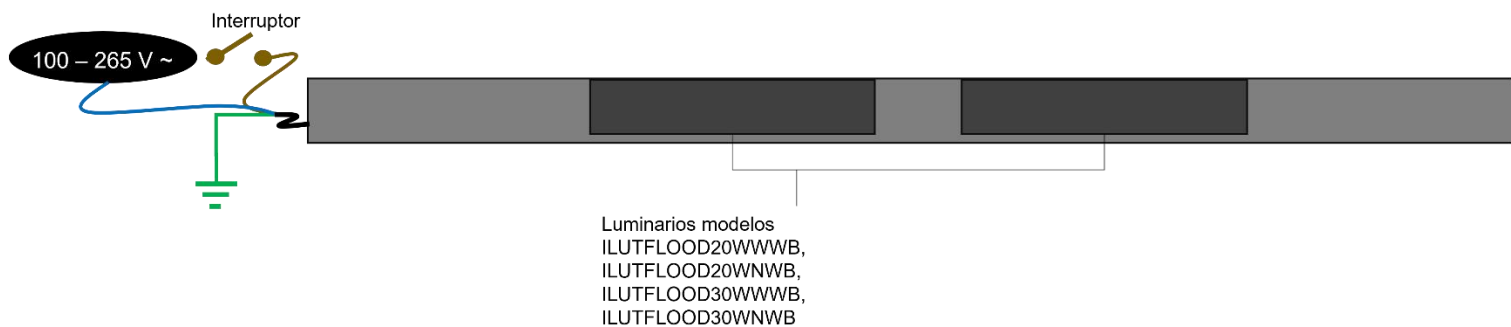 Interruptor
100 – 265 V ~
Luminarios modelos
ILUTFLOOD20WWWB,
ILUTFLOOD20WNWB,
ILUTFLOOD30WWWB,
ILUTFLOOD30WNWB